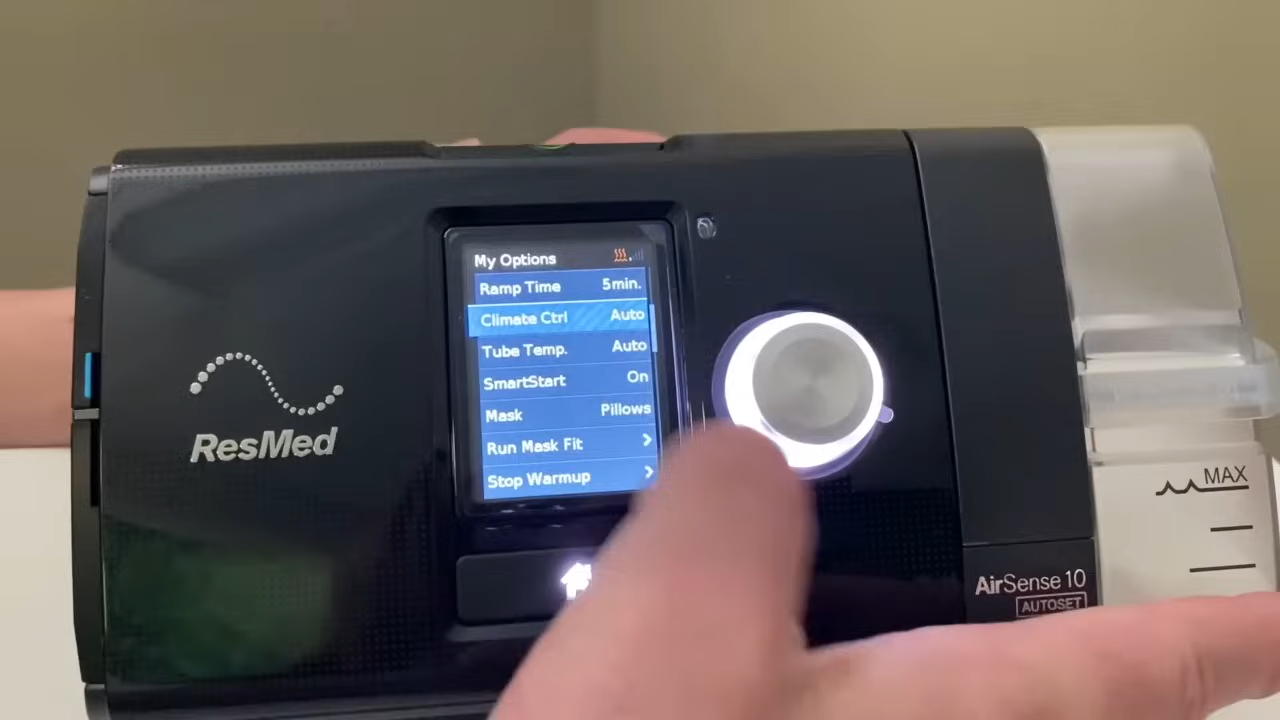 My Options
Ramp Time 5min.
Climate Ctrl Auto
Tube Temp. Auto
SmartStart On
Mask Pillows
Run Mask Fit
Stop Warmup
ResMed
MAX
AirSense 10
AUTOSET